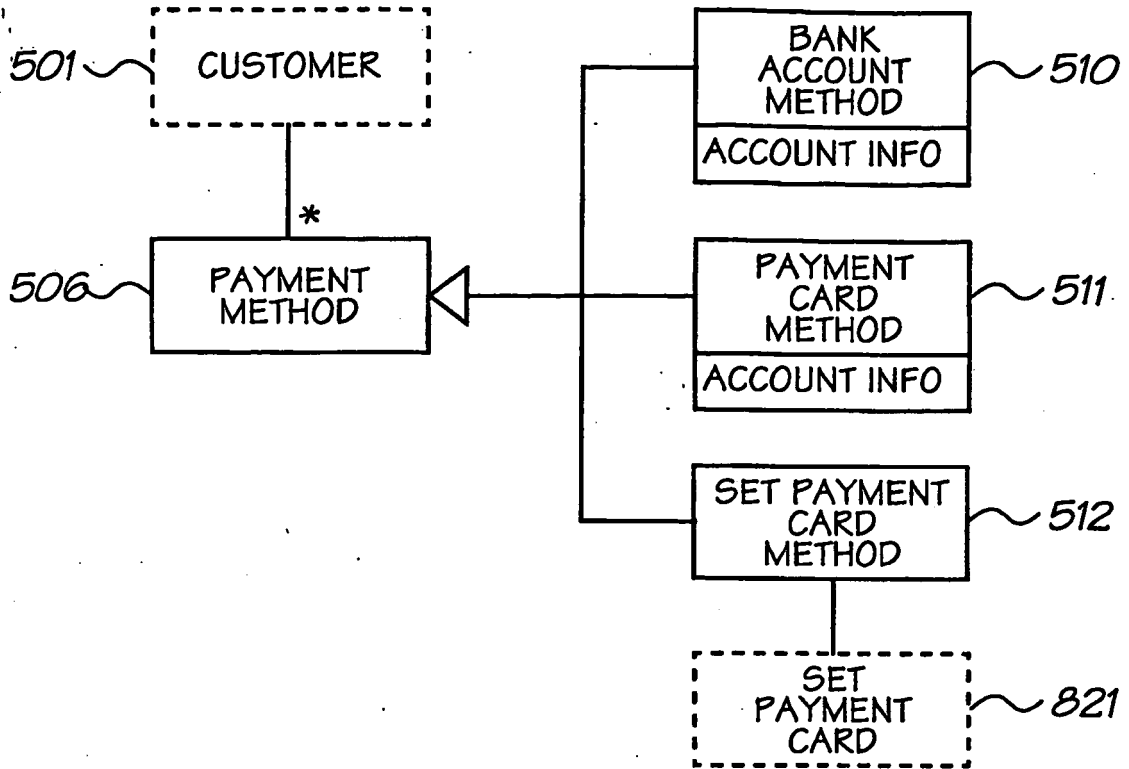 501
CUSTOMER
*
506
PAYMENT
METHOD
BANK
ACCOUNT
METHOD
510
ACCOUNT INFO
PAYMENT
CARD
METHOD
511
ACCOUNT INFO
SET PAYMENT
CARD
METHOD
512
SET
PAYMENT
CARD
821